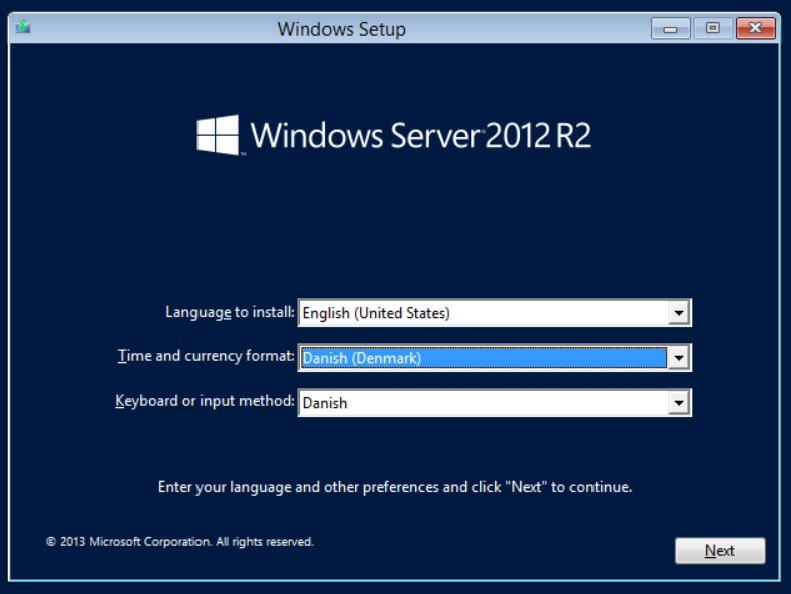 Windows Setup
Windows Server 2012 R2
Language to install: English (United States)
Time and currency format: Danish (Denmark)
Keyboard or input method: Danish
Enter your language and other preferences and click "Next" to continue.
© 2013 Microsoft Corporation. All rights reserved.
Next